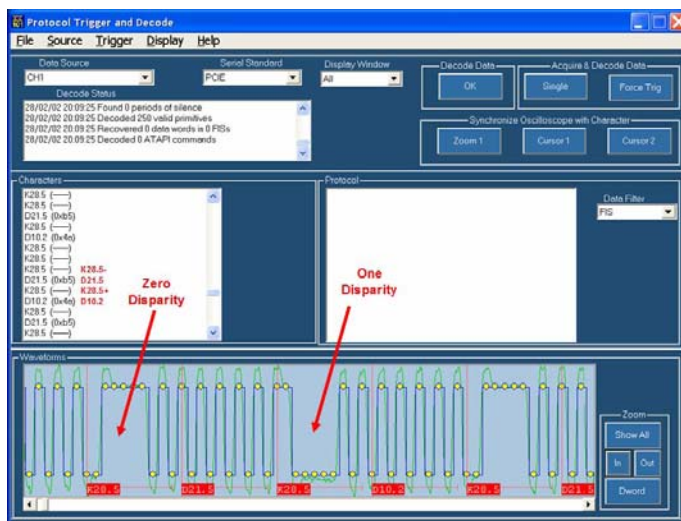 Protocol Trigger and Decode
File Source Trigger Display Help
Data Source
CH1
Serial Standard
PCIE
Display Window
All
Decode Data
OK
Acquire & Decode Data
Single
Force Trig
Decode Status
28/02/02 20:09:25 Found 0 periods of silence
28/02/02 20:09:25 Decoded 250 valid primitives
28/02/02 20:09:25 Recovered 0 data words is 0 FISs
28/02/02 20:09:25 Decoded 0 ATAPI commands
Synchronize Oscilloscope with Character
Zoom 1
Cursor 1
Cursor 2
Characters
K28.5 (----)
K28.5 (----)
D21.5 (0xb5)
K28.5 (----)
D10.2 (0x4a)
K28.5 (----)
K28.5 (----)
K28.5 (----) K28.5-
D21.5 (0xb5) D21.5
K28.5 (----) K28.5+
D10.2 (0x4a) D10.2
K28.5 (----)
D21.5 (0xb5)
K28.5 (----)
Zero
Disparity
Protocol
One
Disparity
Data Filter
FIS
Waveforms
K28.5
D21.5
K28.5
D10.2
K28.5
D21.5
Zoom
Show All
In
Out
Dword